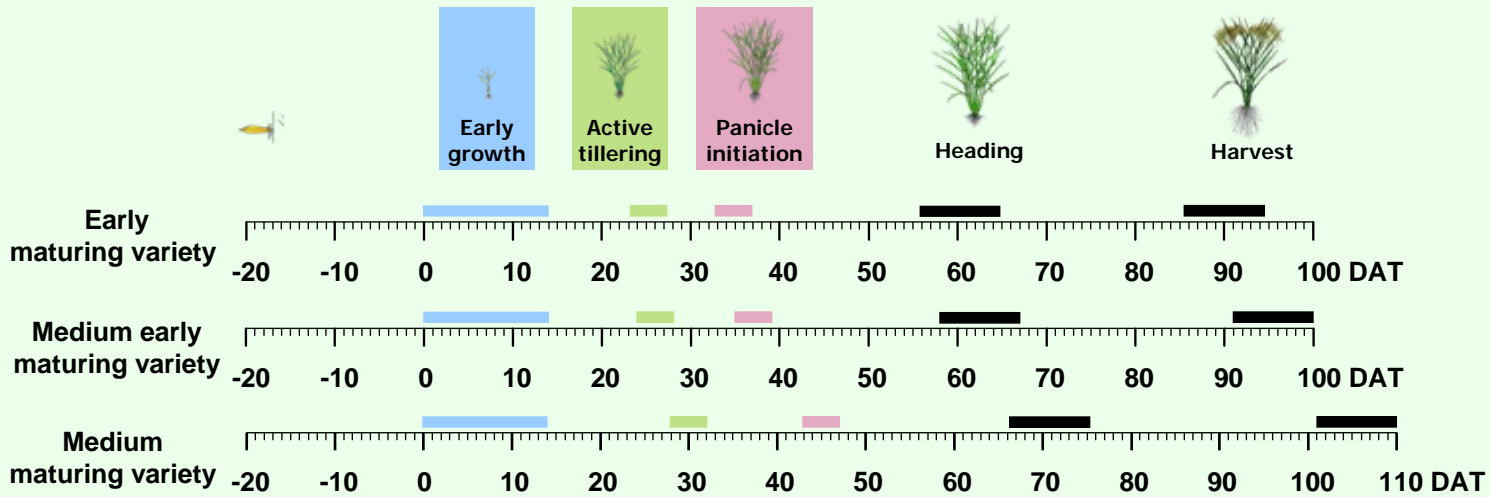 Early
growth
Active
tillering
Panicle
initiation
Heading
Harvest
Early
maturing variety
-20 -10 0 10 20 30 40 50 60 70 80 90 100 DAT
Medium early
maturing variety
-20 -10 0 10 20 30 40 50 60 70 80 90 100 DAT
Medium
maturing variety
-20 -10 0 10 20 30 40 50 60 70 80 90 100 110 DAT